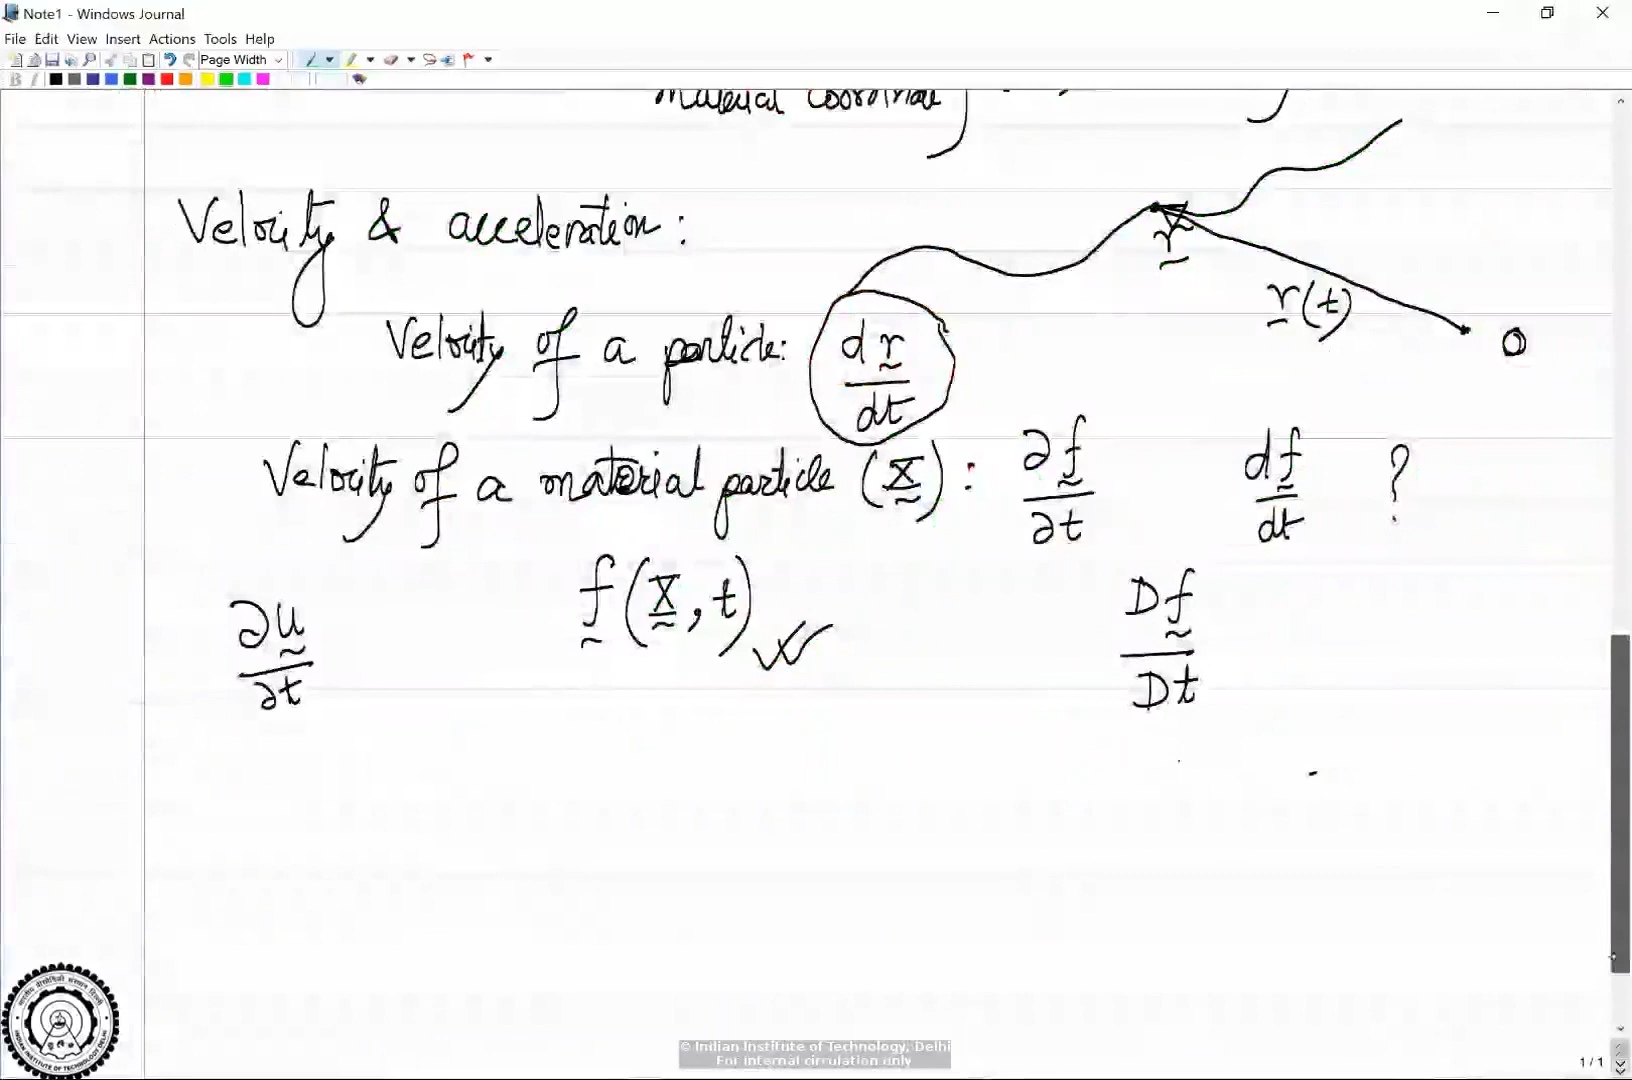 Note1 - Windows Journal
File Edit View Insert Actions Tools Help
Page Width
B I
Material Coordinate
Velocity & acceleration:
r
r(t)
O
Velocity of a particle: dr/dt
Velocity of a material particle (X): ∂f/∂t df/dt ?
∂u/∂t f(X, t) Df/Dt
© Indian Institute of Technology, Delhi
For internal circulation only
1 / 1